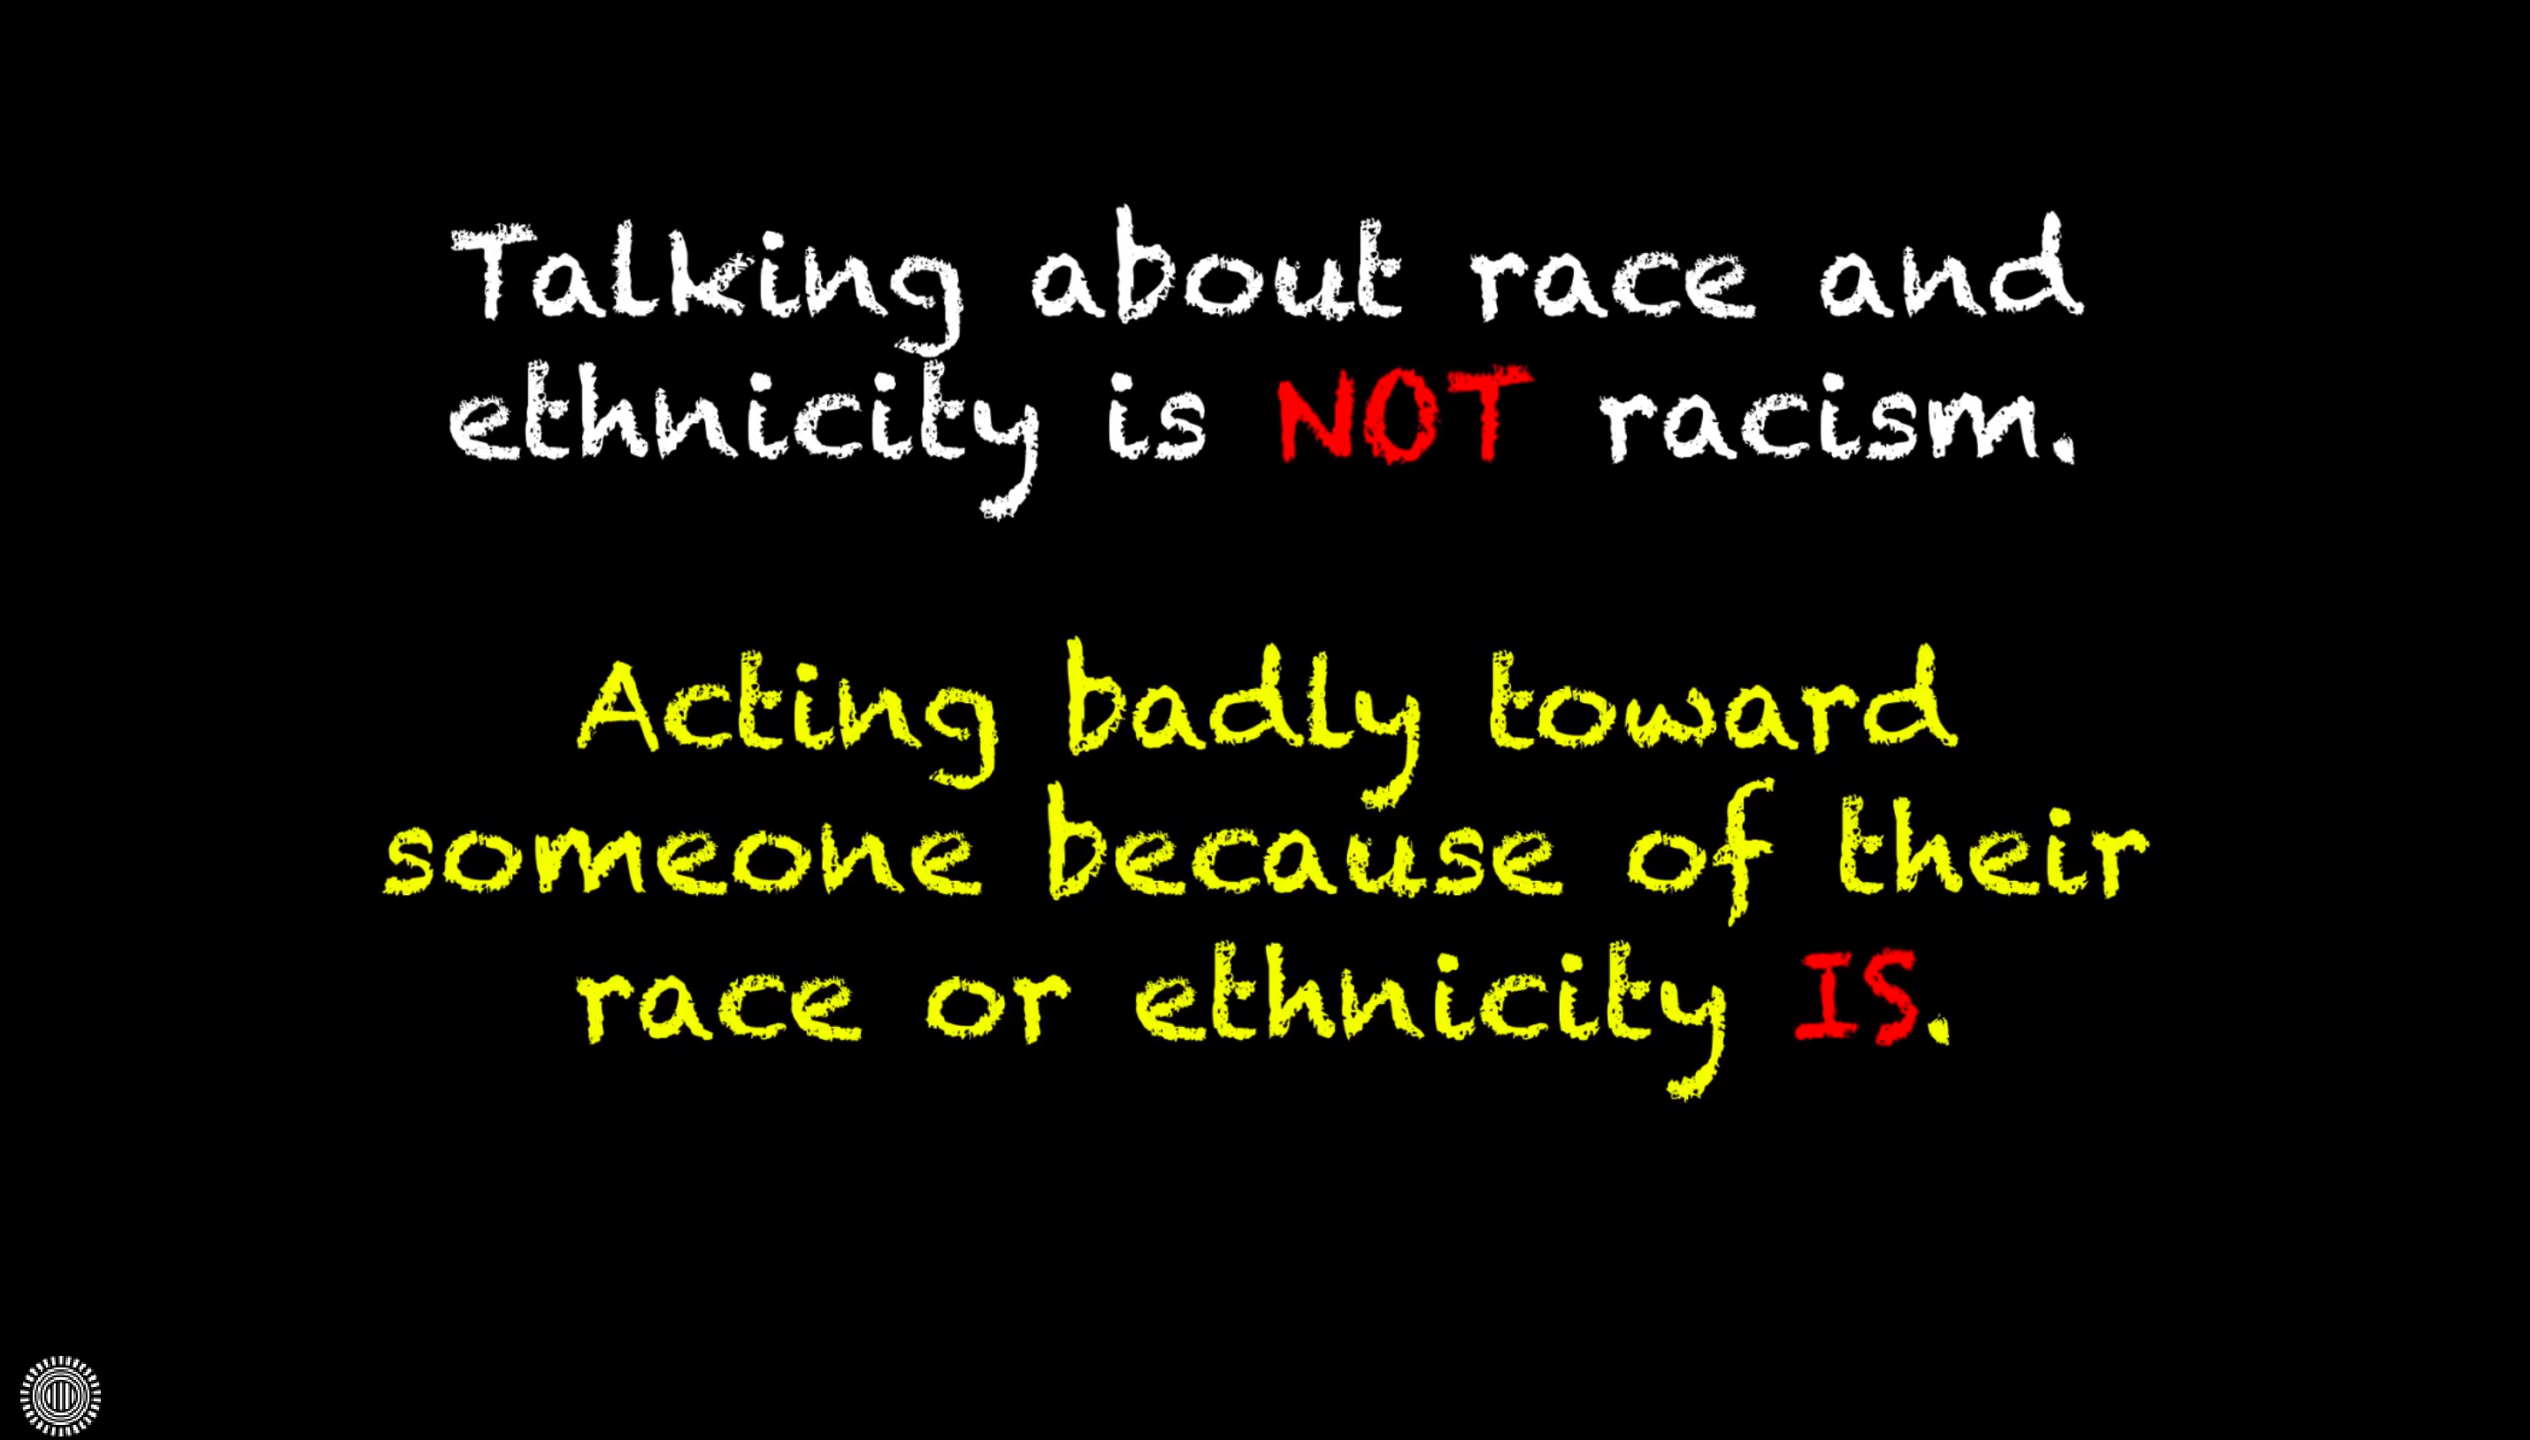 Talking about race and
ethnicity is NOT racism.
Acting badly toward
someone because of their
race or ethnicity IS.